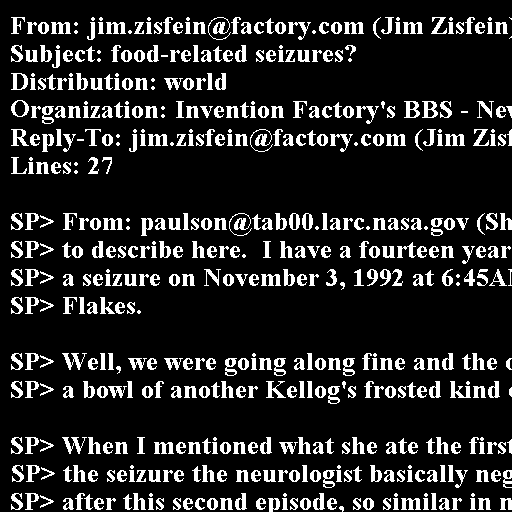 From: jim.zisfein@factory.com (Jim Zisfein)
Subject: food-related seizures?
Distribution: world
Organization: Invention Factory's BBS - New
Reply-To: jim.zisfein@factory.com (Jim Zisf
Lines: 27
SP> From: paulson@tab00.larc.nasa.gov (Sh
SP> to describe here.  I have a fourteen year
SP> a seizure on November 3, 1992 at 6:45AM
SP> Flakes.
SP> Well, we were going along fine and the o
SP> a bowl of another Kellog's frosted kind
SP> When I mentioned what she ate the first
SP> the seizure the neurologist basically neg
SP> after this second episode, so similar in